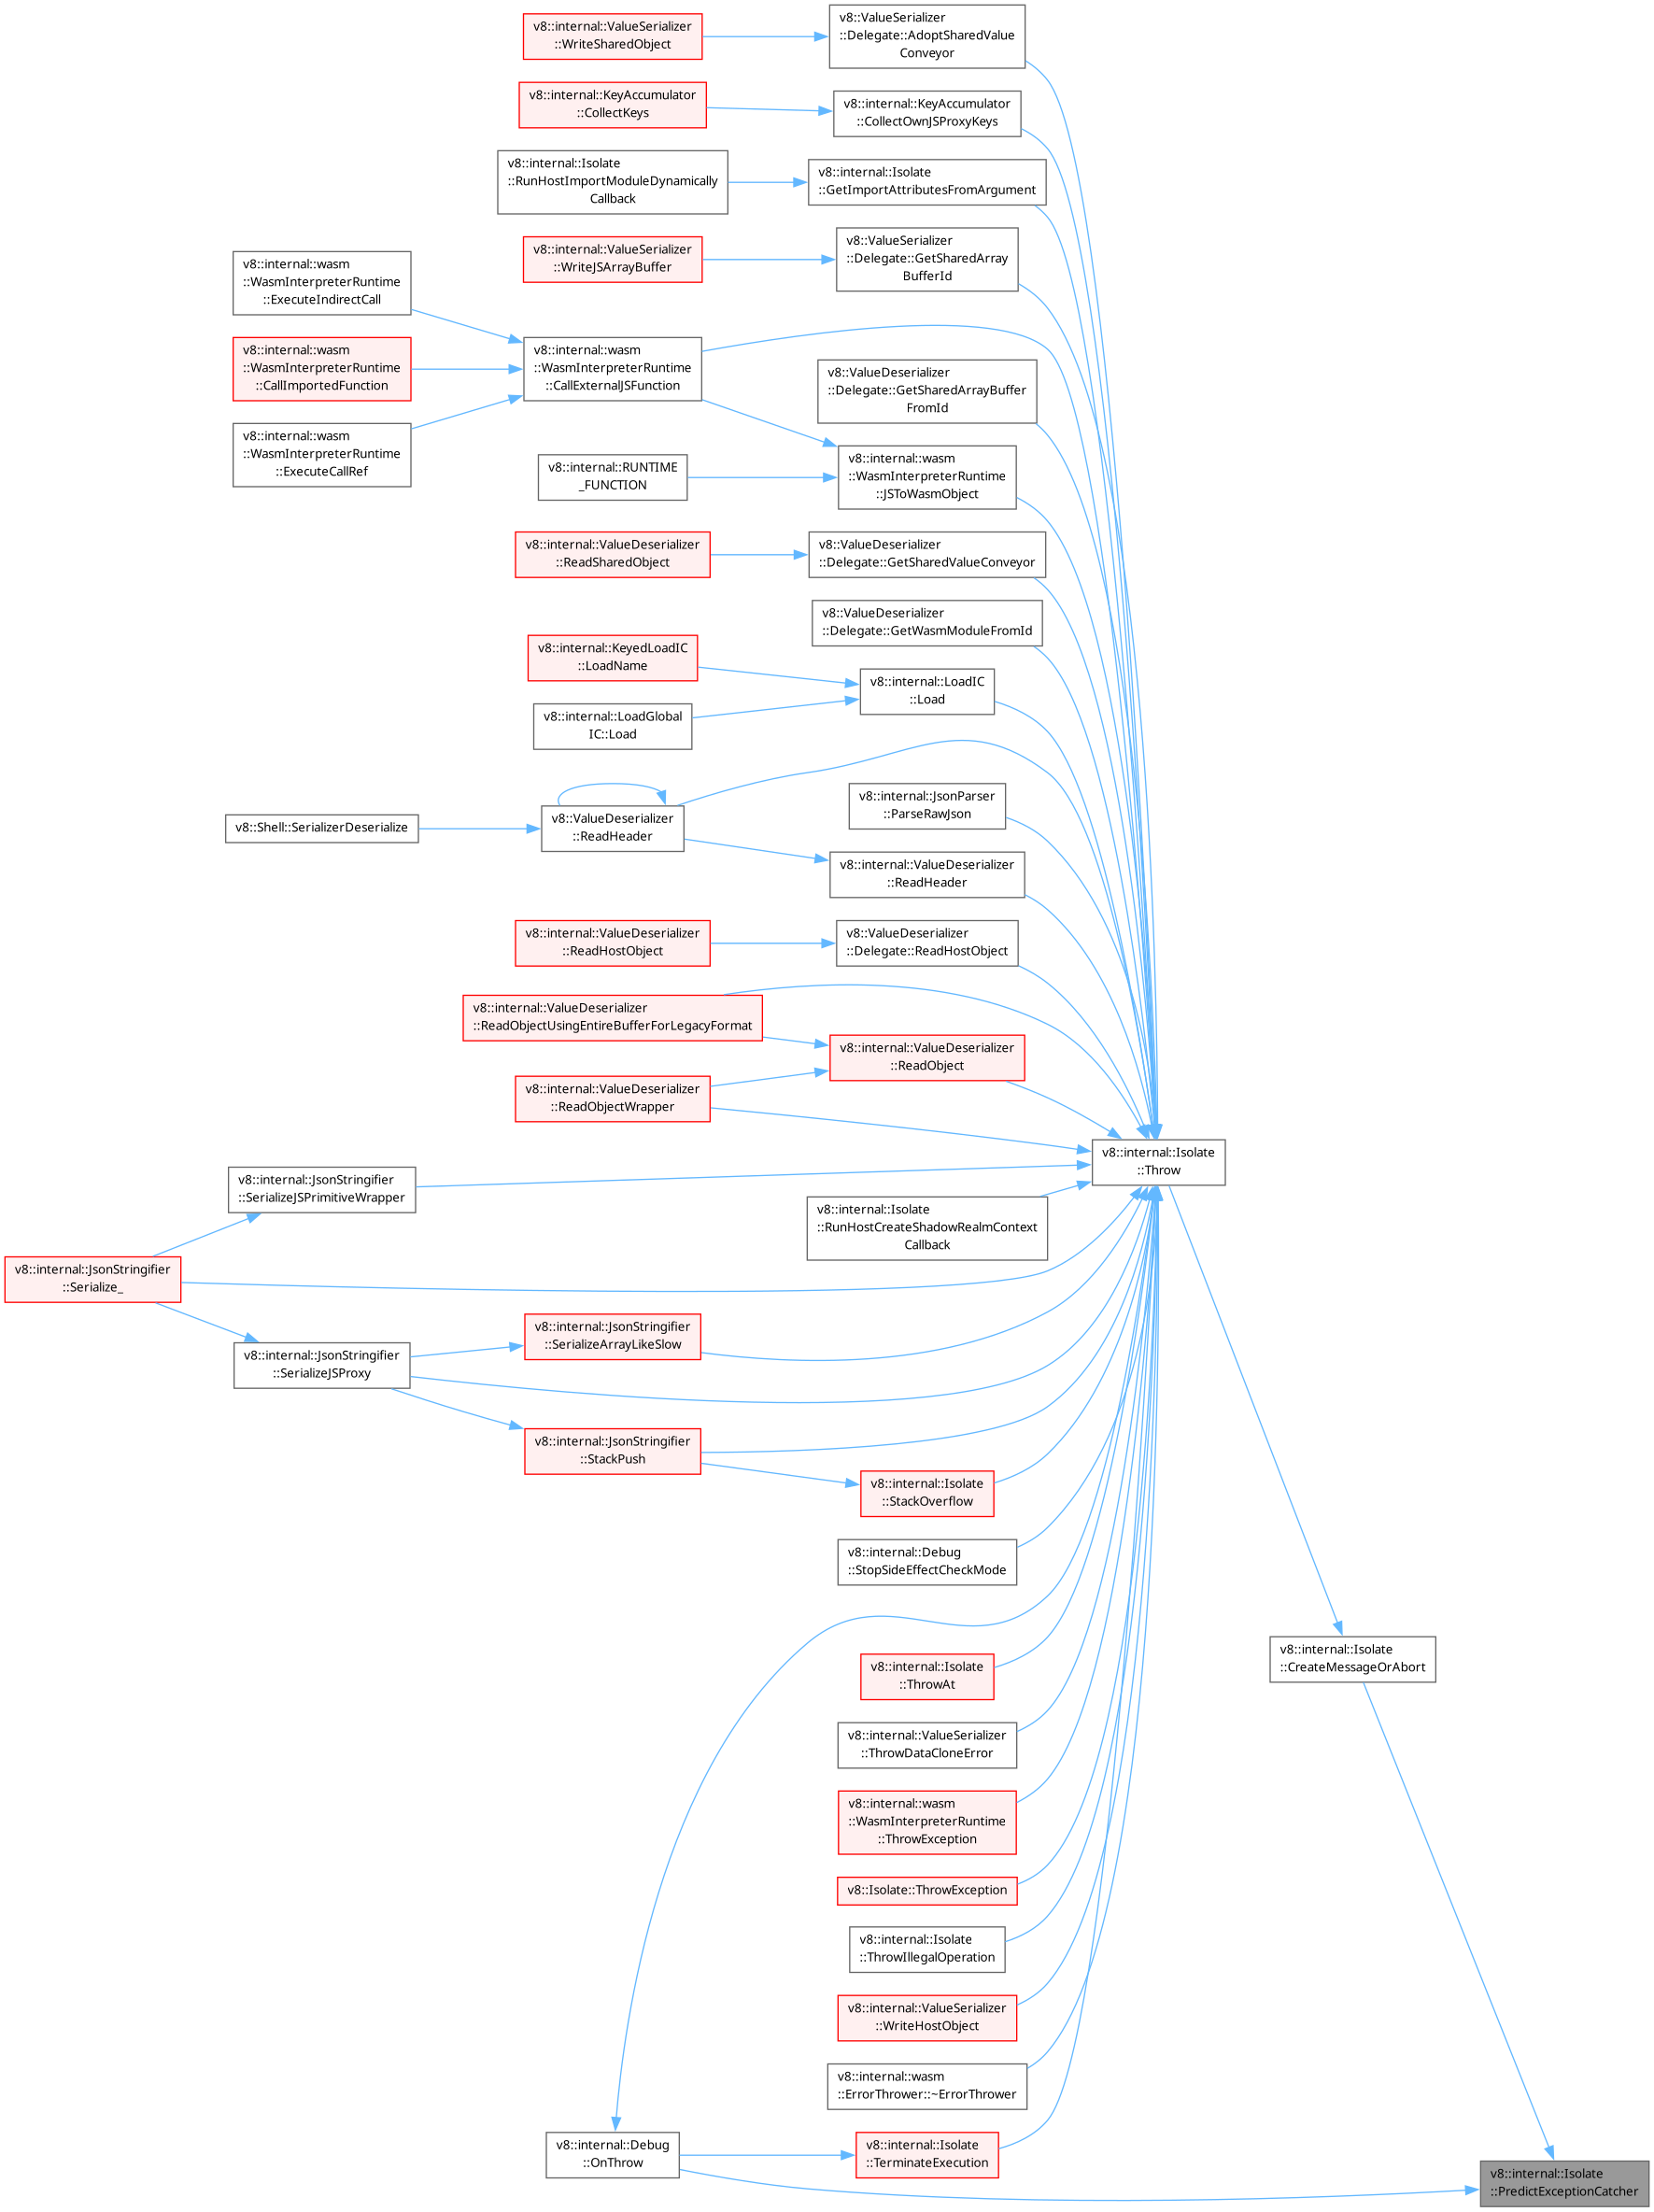 v8::internal::ValueSerializer
::WriteSharedObject
v8::ValueSerializer
::Delegate::AdoptSharedValue
Conveyor
v8::internal::KeyAccumulator
::CollectKeys
v8::internal::KeyAccumulator
::CollectOwnJSProxyKeys
v8::internal::Isolate
::RunHostImportModuleDynamically
Callback
v8::internal::Isolate
::GetImportAttributesFromArgument
v8::internal::ValueSerializer
::WriteJSArrayBuffer
v8::ValueSerializer
::Delegate::GetSharedArray
BufferId
v8::internal::wasm
::WasmInterpreterRuntime
::ExecuteIndirectCall
v8::internal::wasm
::WasmInterpreterRuntime
::CallImportedFunction
v8::internal::wasm
::WasmInterpreterRuntime
::ExecuteCallRef
v8::internal::wasm
::WasmInterpreterRuntime
::CallExternalJSFunction
v8::ValueDeserializer
::Delegate::GetSharedArrayBuffer
FromId
v8::internal::RUNTIME
_FUNCTION
v8::internal::wasm
::WasmInterpreterRuntime
::JSToWasmObject
v8::internal::ValueDeserializer
::ReadSharedObject
v8::ValueDeserializer
::Delegate::GetSharedValueConveyor
v8::ValueDeserializer
::Delegate::GetWasmModuleFromId
v8::internal::KeyedLoadIC
::LoadName
v8::internal::LoadIC
::Load
v8::internal::LoadGlobal
IC::Load
v8::internal::JsonParser
::ParseRawJson
v8::Shell::SerializerDeserialize
v8::ValueDeserializer
::ReadHeader
v8::internal::ValueDeserializer
::ReadHeader
v8::internal::ValueDeserializer
::ReadHostObject
v8::ValueDeserializer
::Delegate::ReadHostObject
v8::internal::ValueDeserializer
::ReadObjectUsingEntireBufferForLegacyFormat
v8::internal::ValueDeserializer
::ReadObject
v8::internal::ValueDeserializer
::ReadObjectWrapper
v8::internal::Isolate
::Throw
v8::internal::JsonStringifier
::SerializeJSPrimitiveWrapper
v8::internal::Isolate
::RunHostCreateShadowRealmContext
Callback
v8::internal::JsonStringifier
::Serialize_
v8::internal::JsonStringifier
::SerializeArrayLikeSlow
v8::internal::JsonStringifier
::SerializeJSProxy
v8::internal::JsonStringifier
::StackPush
v8::internal::Isolate
::StackOverflow
v8::internal::Debug
::StopSideEffectCheckMode
v8::internal::Isolate
::CreateMessageOrAbort
v8::internal::Isolate
::ThrowAt
v8::internal::ValueSerializer
::ThrowDataCloneError
v8::internal::wasm
::WasmInterpreterRuntime
::ThrowException
v8::Isolate::ThrowException
v8::internal::Isolate
::ThrowIllegalOperation
v8::internal::ValueSerializer
::WriteHostObject
v8::internal::wasm
::ErrorThrower::~ErrorThrower
v8::internal::Debug
::OnThrow
v8::internal::Isolate
::TerminateExecution
v8::internal::Isolate
::PredictExceptionCatcher